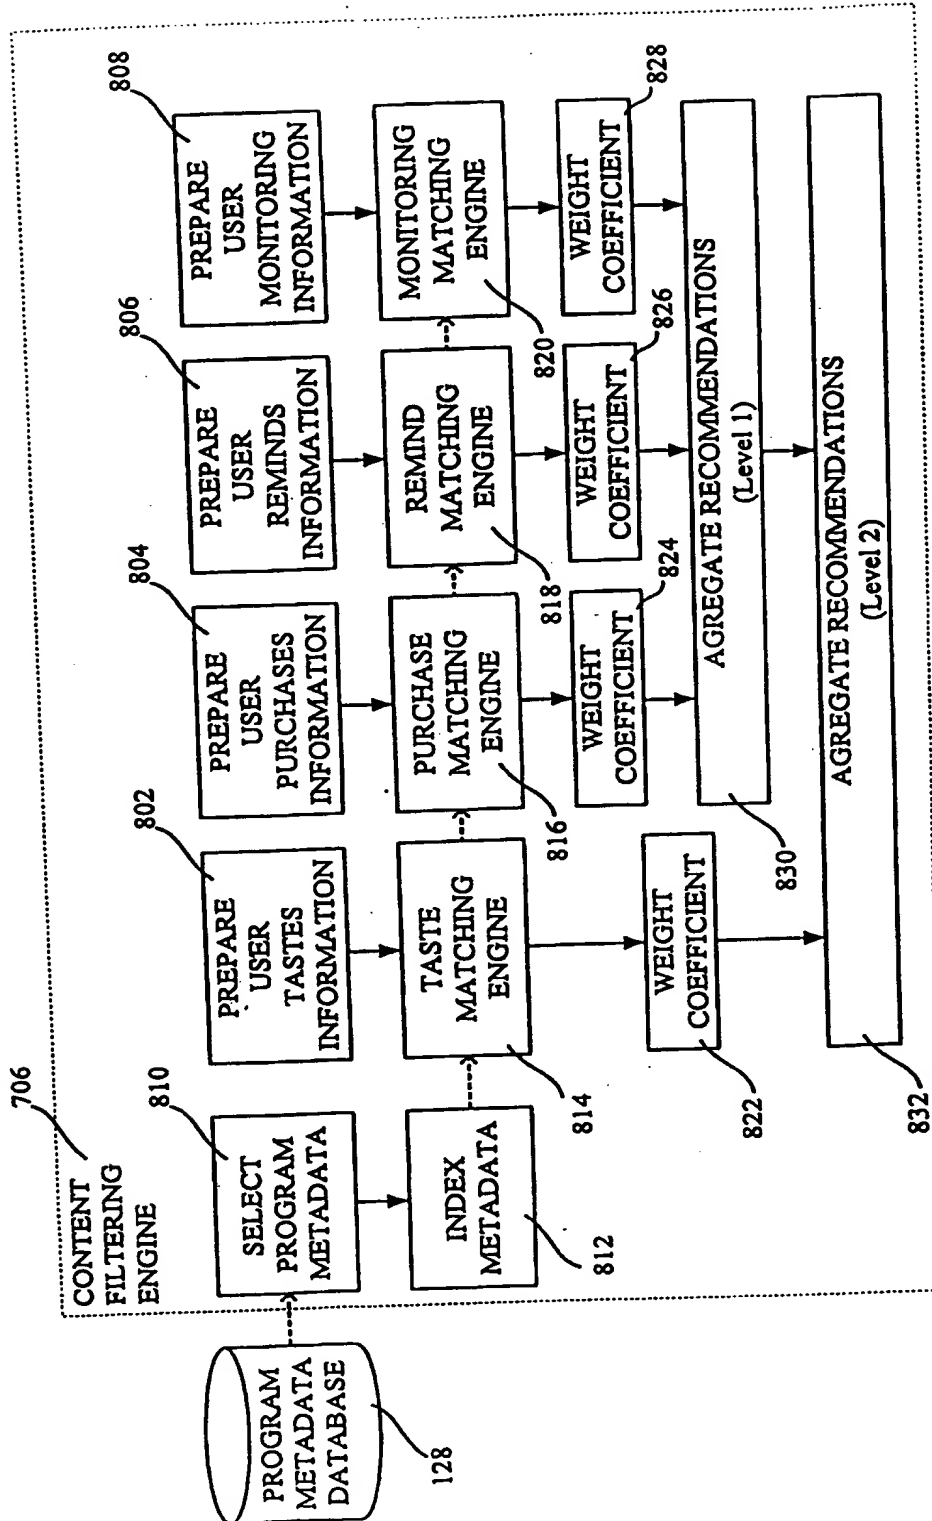 706
CONTENT
FILTERING
ENGINE
PROGRAM
METADATA
DATABASE
128
810
SELECT
PROGRAM
METADATA
INDEX
METADATA
812
802
PREPARE
USER
TASTES
INFORMATION
TASTE
MATCHING
ENGINE
814
WEIGHT
COEFFICIENT
822
804
PREPARE
USER
PURCHASES
INFORMATION
PURCHASE
MATCHING
ENGINE
816
WEIGHT
COEFFICIENT
824
806
PREPARE
USER
REMINDS
INFORMATION
REMIND
MATCHING
ENGINE
818
WEIGHT
COEFFICIENT
826
808
PREPARE
USER
MONITORING
INFORMATION
MONITORING
MATCHING
ENGINE
820
WEIGHT
COEFFICIENT
828
AGREGATE RECOMMENDATIONS
(Level 1)
830
AGREGATE RECOMMENDATIONS
(Level 2)
832